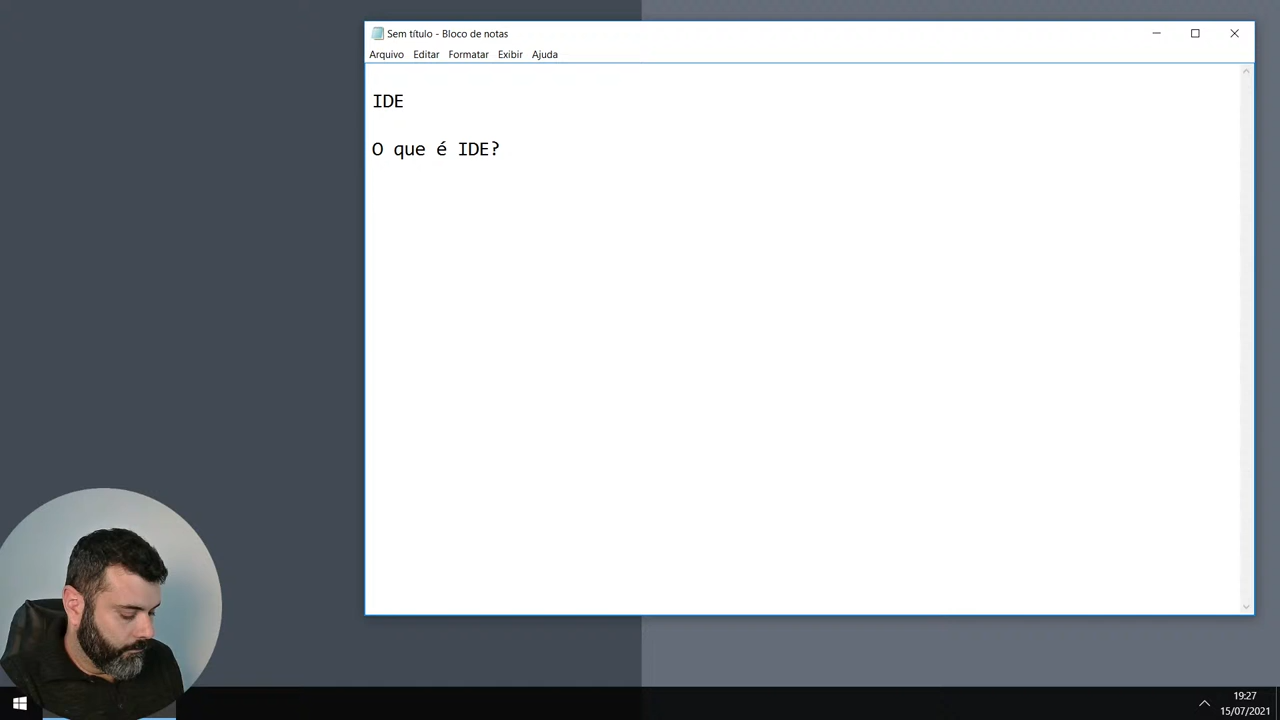 Sem título - Bloco de notas
Arquivo Editar Formatar Exibir Ajuda
IDE
O que é IDE?
19:27
15/07/2021